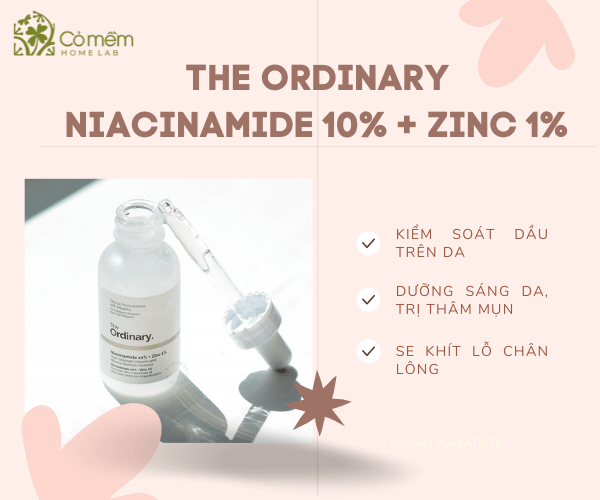 Cỏ mềm
HOME LAB
THE ORDINARY
NIACINAMIDE 10% + ZINC 1%
KIỂM SOÁT DẦU
TRÊN DA
DƯỠNG SÁNG DA,
TRỊ THÂM MỤN
SE KHÍT LỖ CHÂN
LÔNG
The
Ordinary.
Niacinamide 10% + Zinc 1%
@REALLYGREATSITE